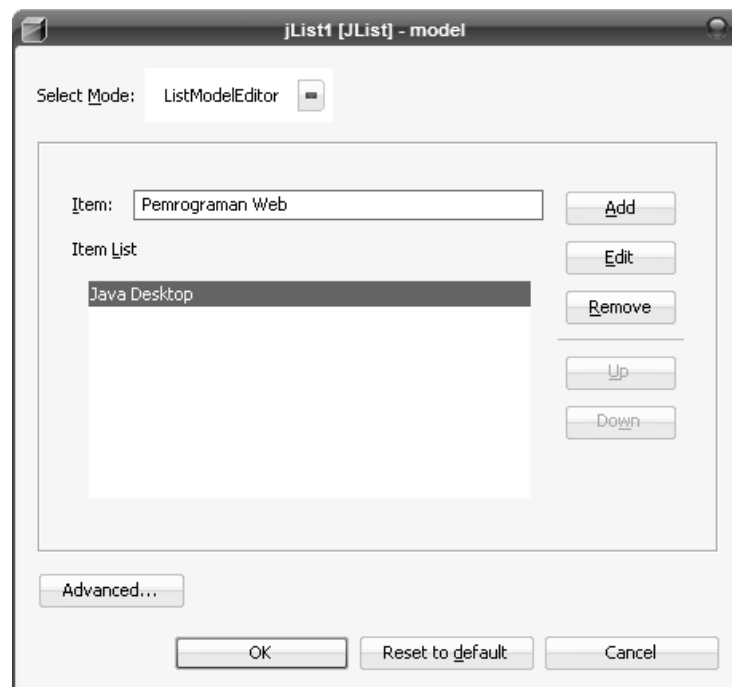 jList1 [JList] - model
Select Mode: ListModelEditor
Item: Pemrograman Web
Add
Item List
Edit
Java Desktop
Remove
Up
Down
Advanced...
OK Reset to default Cancel